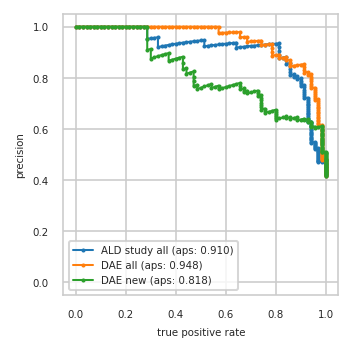 1.0
0.8
precision
0.6
0.4
0.2
0.0
ALD study all (aps: 0.910)
DAE all (aps: 0.948)
DAE new (aps: 0.818)
0.0 0.2 0.4 0.6 0.8 1.0
true positive rate